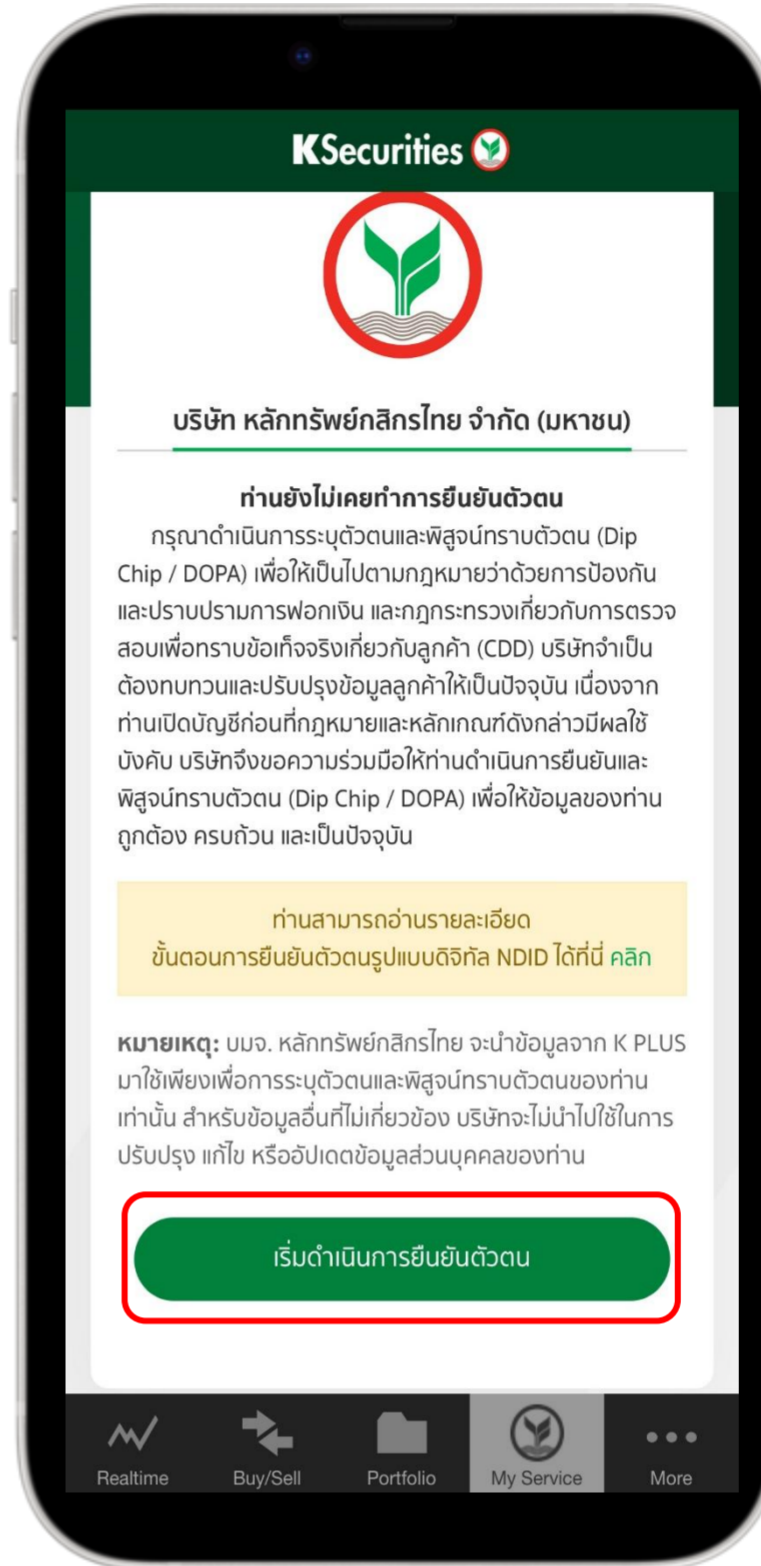 KSecurities
บริษัท หลักทรัพย์กสิกรไทย จำกัด (มหาชน)
ท่านยังไม่เคยทำการยืนยันตัวตน
กรุณาดำเนินการระบุตัวตนและพิสูจน์ทราบตัวตน (Dip
Chip / DOPA) เพื่อให้เป็นไปตามกฎหมายว่าด้วยการป้องกัน
และปราบปรามการฟอกเงิน และกฎกระทรวงเกี่ยวกับการตรวจ
สอบเพื่อทราบข้อเท็จจริงเกี่ยวกับลูกค้า (CDD) บริษัทจำเป็น
ต้องทบทวนและปรับปรุงข้อมูลลูกค้าให้เป็นปัจจุบัน เนื่องจาก
ท่านเปิดบัญชีก่อนที่กฎหมายและหลักเกณฑ์ดังกล่าวมีผลใช้
บังคับ บริษัทจึงขอความร่วมมือให้ท่านดำเนินการยืนยันและ
พิสูจน์ทราบตัวตน (Dip Chip / DOPA) เพื่อให้ข้อมูลของท่าน
ถูกต้อง ครบถ้วน และเป็นปัจจุบัน
ท่านสามารถอ่านรายละเอียด
ขั้นตอนการยืนยันตัวตนรูปแบบดิจิทัล NDID ได้ที่นี่ คลิก
หมายเหตุ: บมจ. หลักทรัพย์กสิกรไทย จะนำข้อมูลจาก K PLUS
มาใช้เพียงเพื่อการระบุตัวตนและพิสูจน์ทราบตัวตนของท่าน
เท่านั้น สำหรับข้อมูลอื่นที่ไม่เกี่ยวข้อง บริษัทจะไม่นำไปใช้ในการ
ปรับปรุง แก้ไข หรืออัปเดตข้อมูลส่วนบุคคลของท่าน
เริ่มดำเนินการยืนยันตัวตน
Realtime Buy/Sell Portfolio My Service More